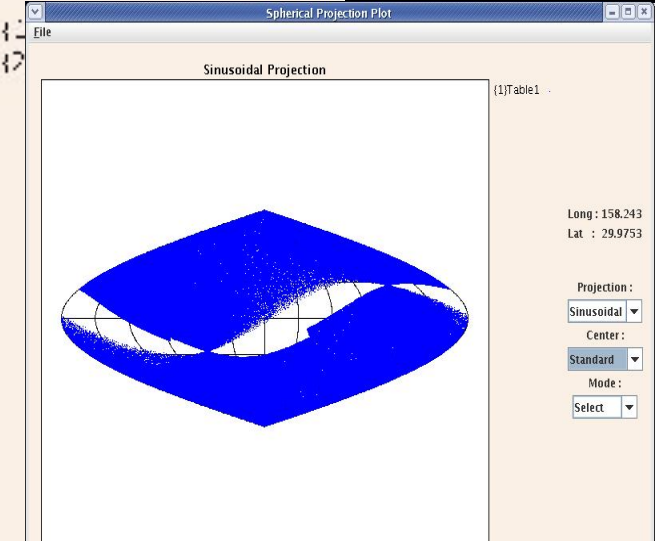 Spherical Projection Plot
File
Sinusoidal Projection
{1}Table1
Long : 158.243
Lat : 29.9753
Projection :
Sinusoidal
Center :
Standard
Mode :
Select